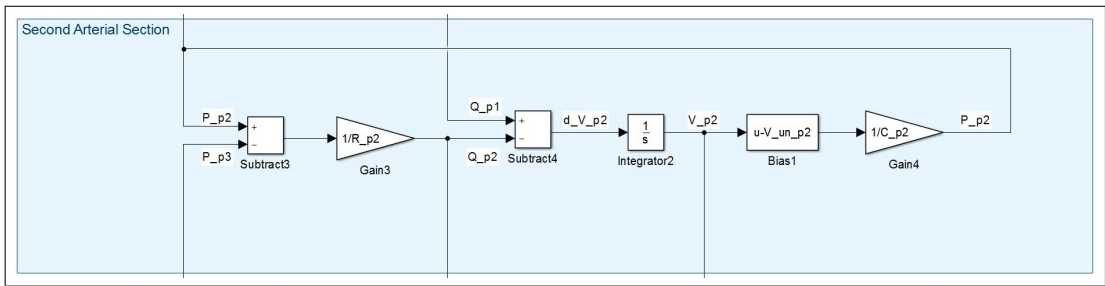 Second Arterial Section
P_p2
+
−
P_p3
Subtract3
1/R_p2
Gain3
Q_p1
+
−
Q_p2
Subtract4
d_V_p2
1
s
Integrator2
V_p2
u-V_un_p2
Bias1
1/C_p2
Gain4
P_p2